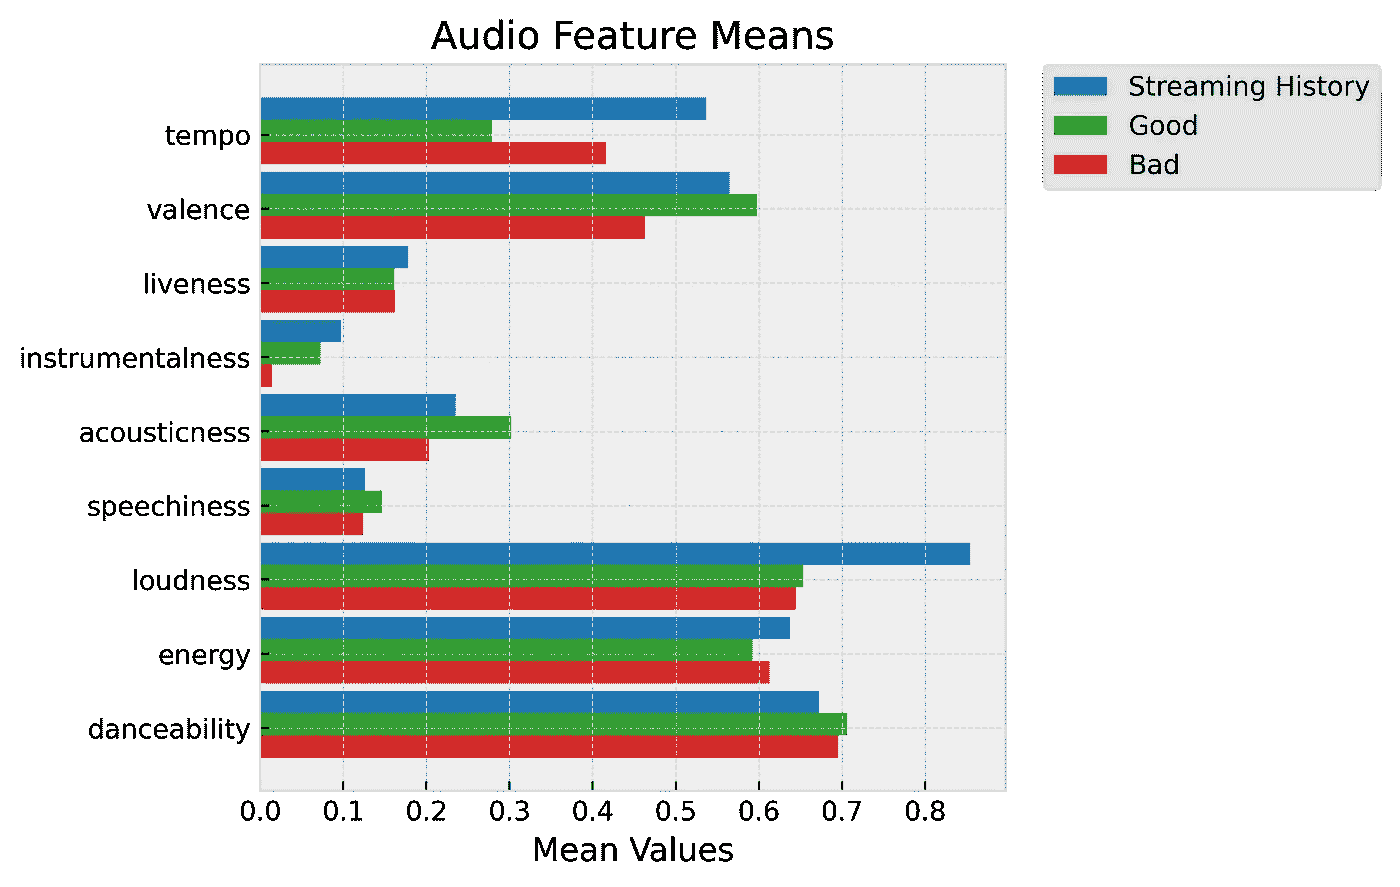 Audio Feature Means
Streaming History
Good
Bad
tempo
valence
liveness
instrumentalness
acousticness
speechiness
loudness
energy
danceability
0.0 0.1 0.2 0.3 0.4 0.5 0.6 0.7 0.8
Mean Values